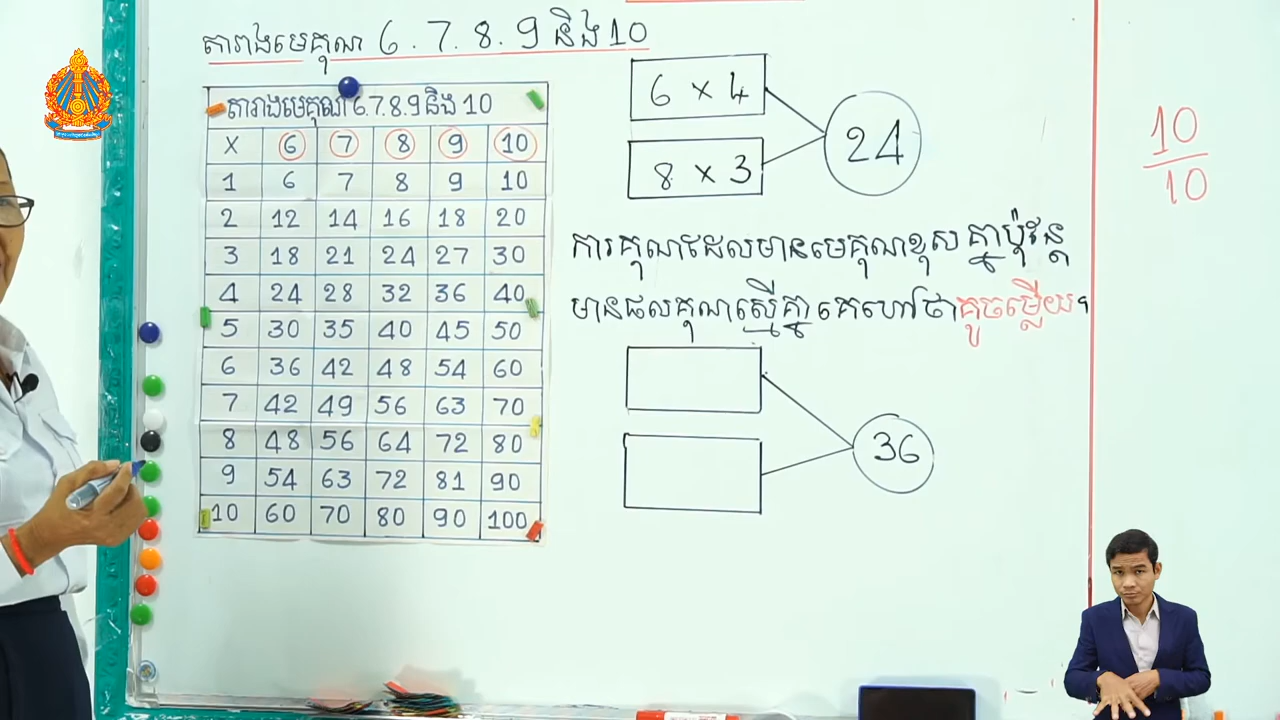 តារាងមេគុណ 6 . 7 . 8 . 9 និង 10
តារាងមេគុណ 6.7.8.9 និង 10
X 6 7 8 9 10
1 6 7 8 9 10
2 12 14 16 18 20
3 18 21 24 27 30
4 24 28 32 36 40
5 30 35 40 45 50
6 36 42 48 54 60
7 42 49 56 63 70
8 48 56 64 72 80
9 54 63 72 81 90
10 60 70 80 90 100
6 x 4
8 x 3
24
ការគុណដែលមានមេគុណខុសគ្នាប៉ុន្តែ
មានផលគុណស្មើគ្នា គេហៅថាគូចម្លើយ។
36
10
10